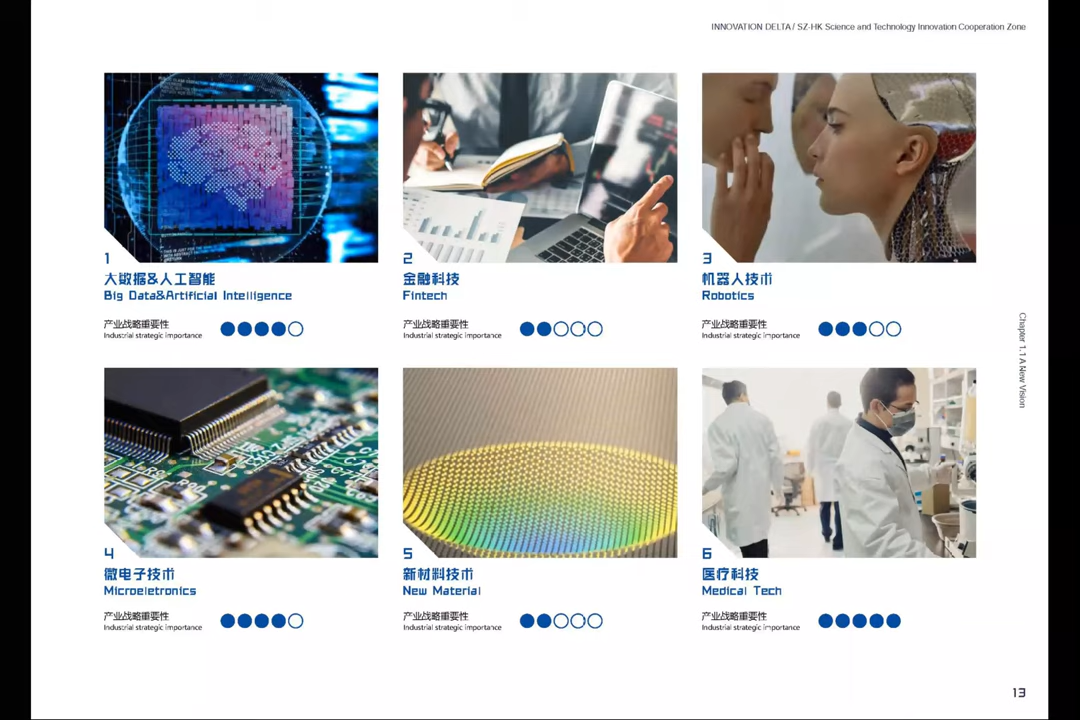 INNOVATION DELTA / SZ-HK Science and Technology Innovation Cooperation Zone
1
大数据&人工智能
Big Data&Artificial Intelligence
产业战略重要性
Industrial strategic importance
2
金融科技
Fintech
产业战略重要性
Industrial strategic importance
3
机器人技术
Robotics
产业战略重要性
Industrial strategic importance
Chapter 1.1 A New Vision
4
微电子技术
Microeletronics
产业战略重要性
Industrial strategic importance
5
新材料技术
New Material
产业战略重要性
Industrial strategic importance
6
医疗科技
Medical Tech
产业战略重要性
Industrial strategic importance
13